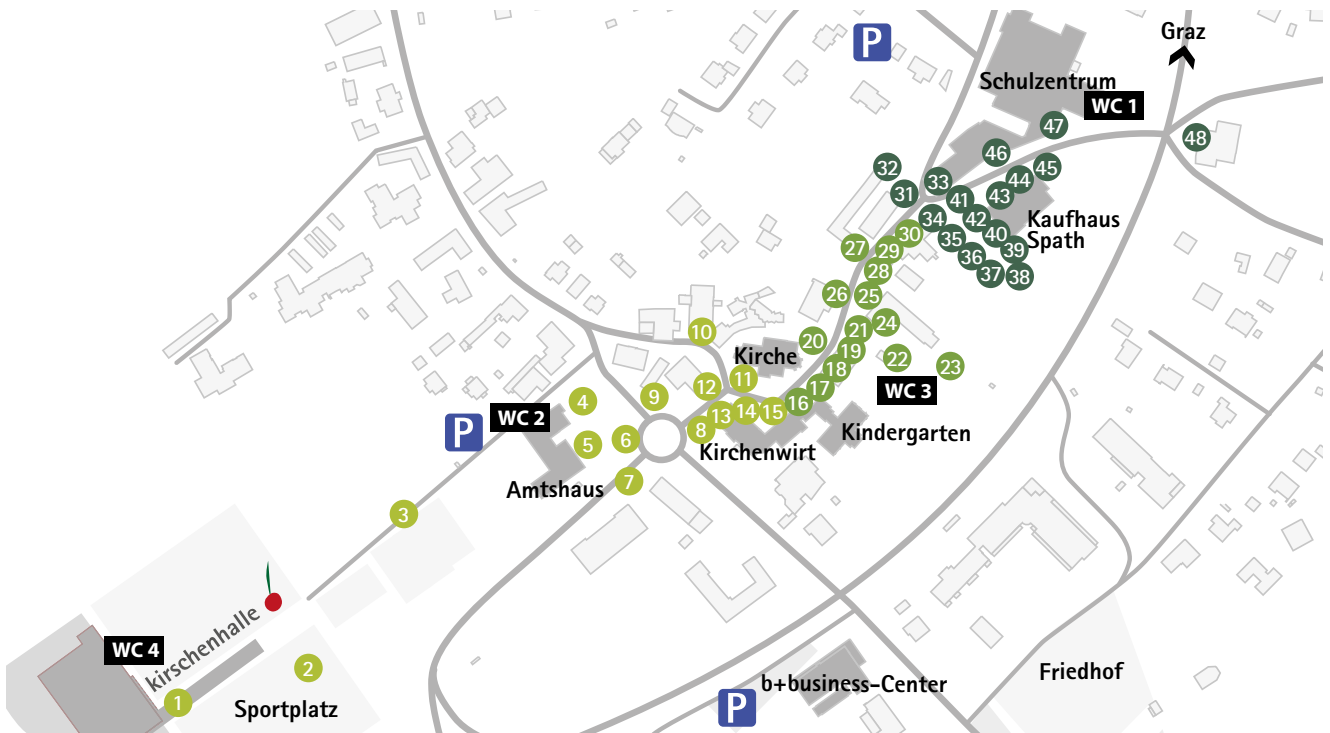 Graz
P
Schulzentrum
WC 1
47
48
46
32
45
33
44
31
43
41
34
42
Kaufhaus
Spath
30
40
35
27
29
39
36
28
37
38
26
25
24
21
10
20
19
Kirche
22
23
18
11
12
WC 3
17
9
4
16
15
14
13
WC 2
P
8
6
5
Kindergarten
Kirchenwirt
7
Amtshaus
3
kirschenhalle
WC 4
2
1
Sportplatz
Friedhof
b+business-Center
P